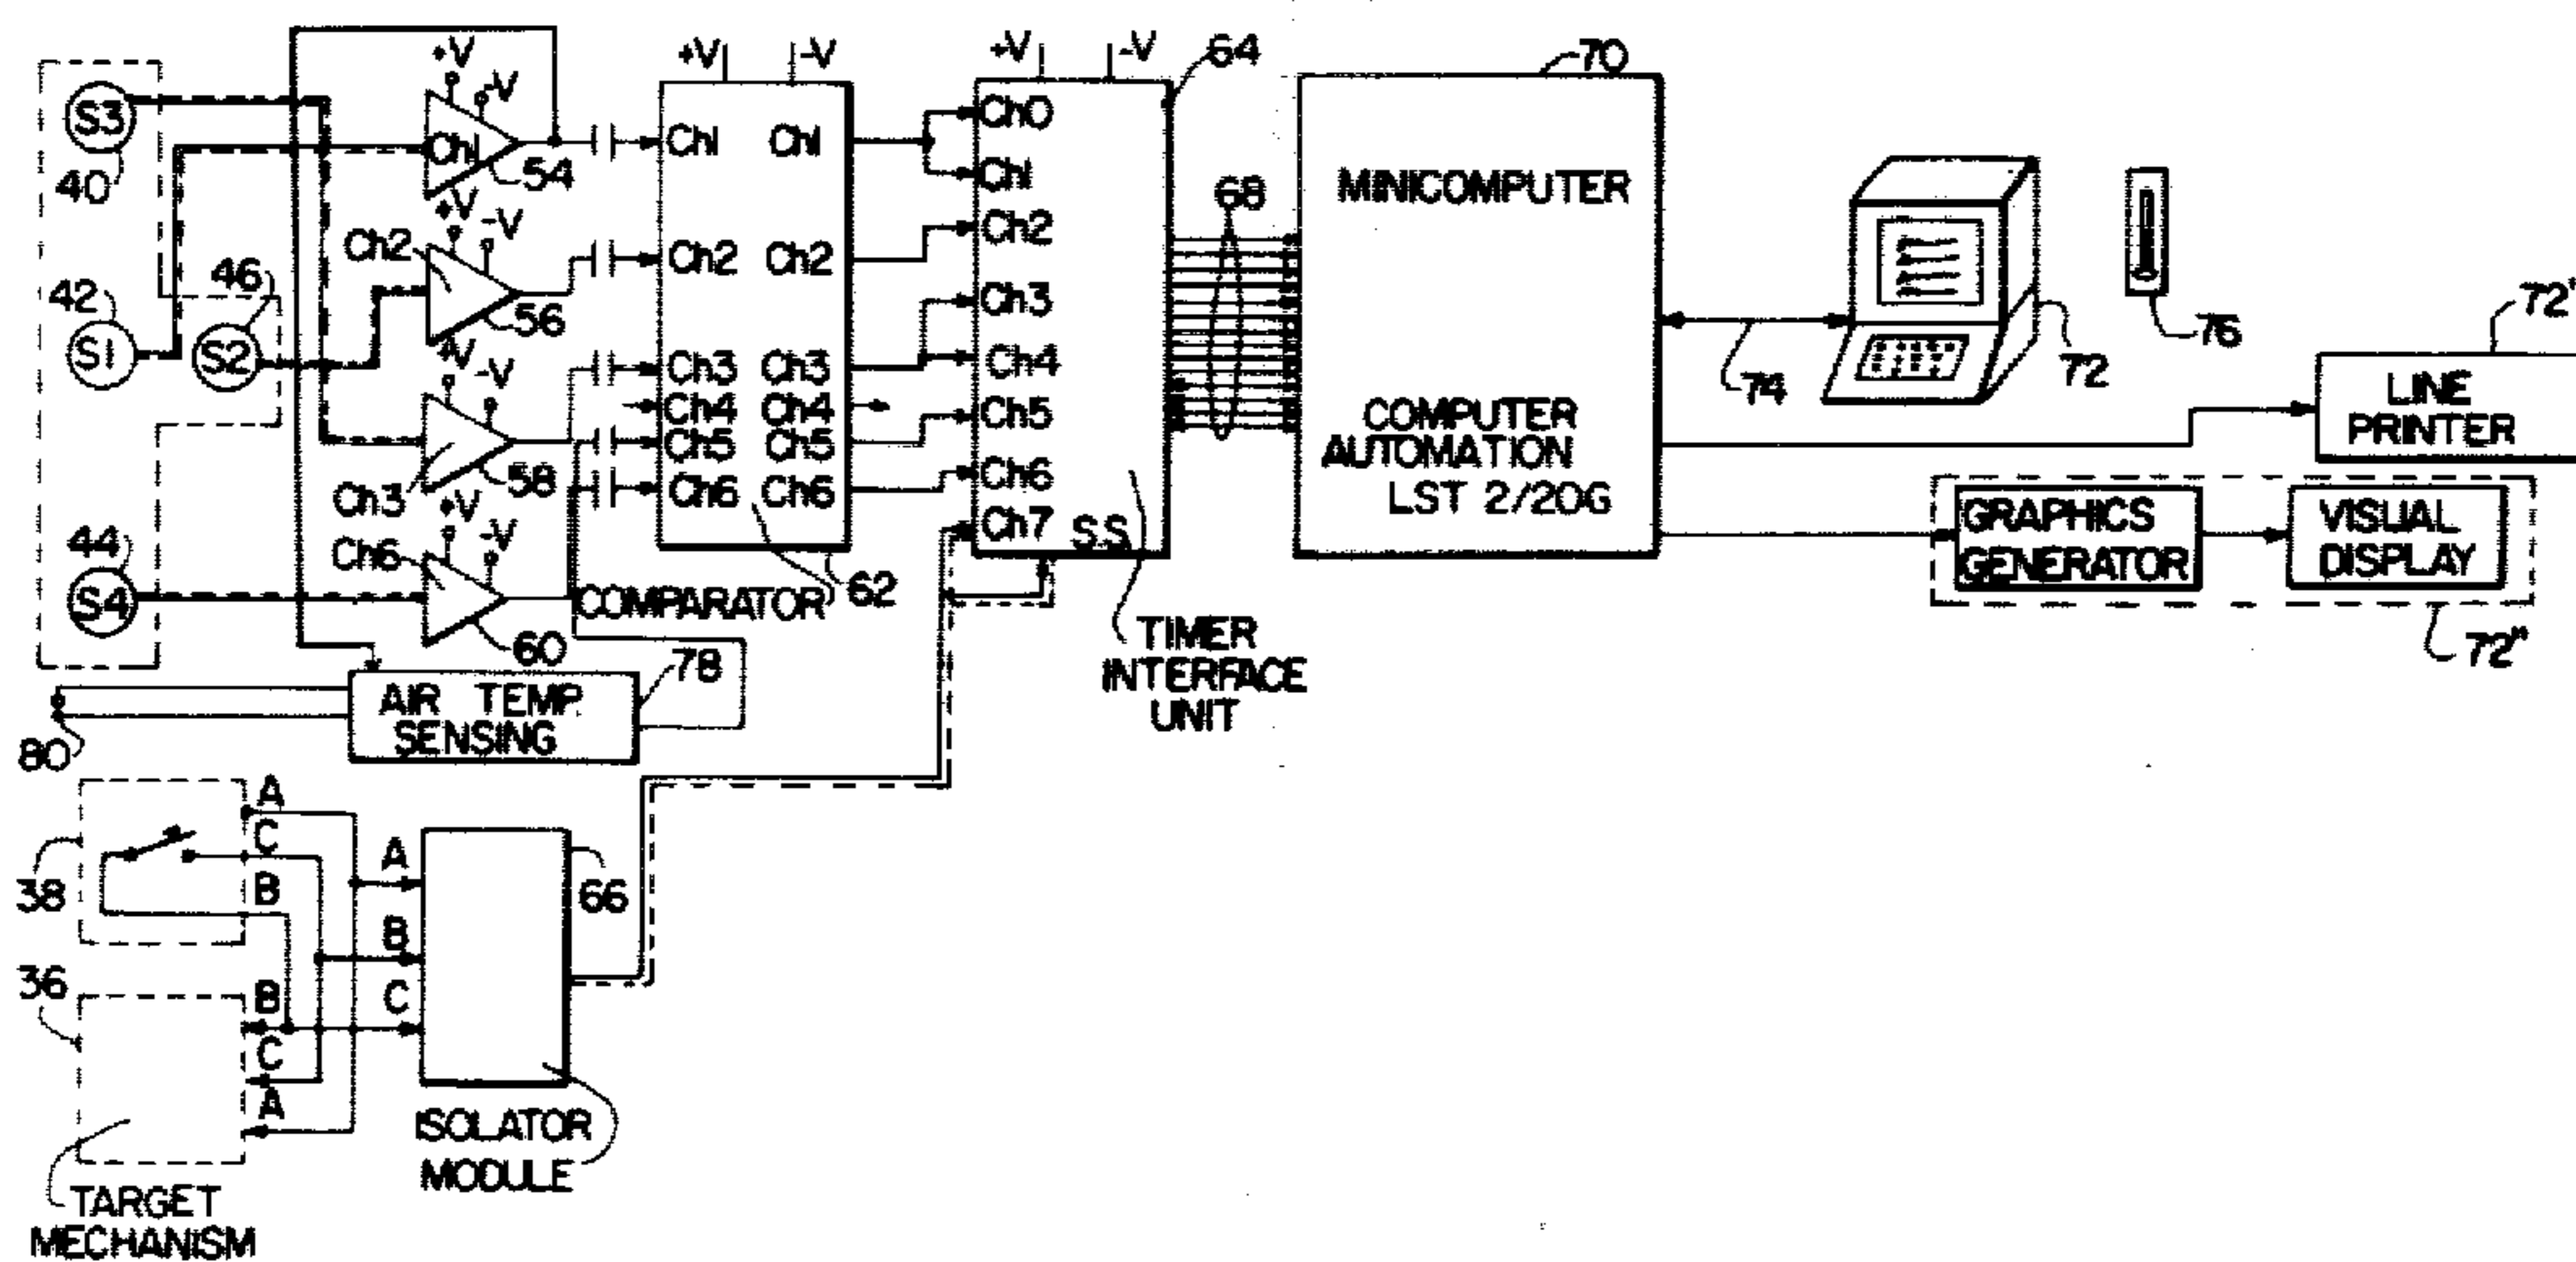 +V
-V
S3
40
Ch1
54
+V
-V
Ch2
56
42
S1
46
S2
+V
-V
Ch3
58
+V
-V
Ch6
60
44
S4
+V -V
Ch1 Ch1
Ch2 Ch2
Ch3 Ch3
Ch4 Ch4
Ch5 Ch5
Ch6 Ch6
COMPARATOR
62
+V -V
64
Ch0
Ch1
Ch2
Ch3
Ch4
Ch5
Ch6
Ch7
S.S.
TIMER
INTERFACE
UNIT
68
70
MINICOMPUTER
COMPUTER
AUTOMATION
LST 2/20G
74
72
76
72'
LINE
PRINTER
GRAPHICS
GENERATOR
VISUAL
DISPLAY
72"
AIR TEMP
SENSING
78
80
38
A
C
B
36
B
C
A
TARGET
MECHANISM
A
B
C
66
ISOLATOR
MODULE